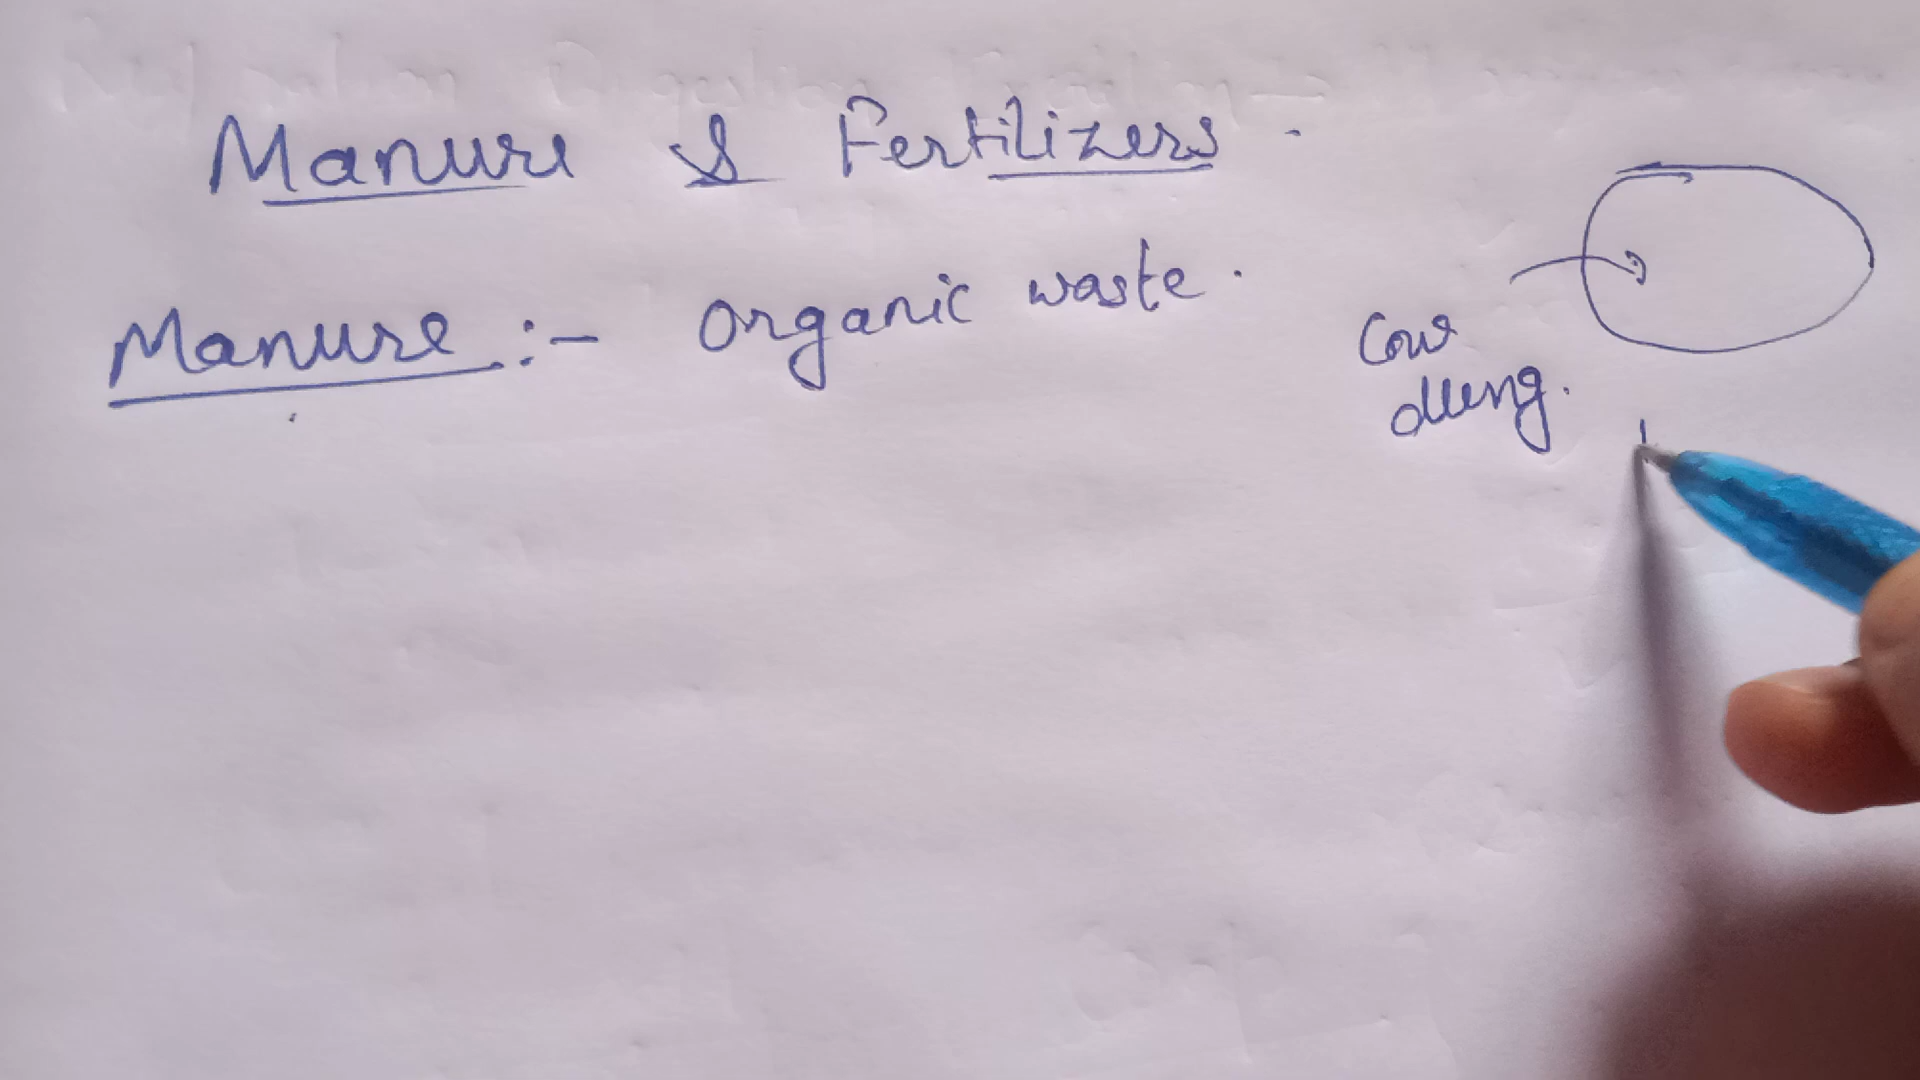 Manure & Fertilizers.
Manure :- Organic waste.
Cow
dung.